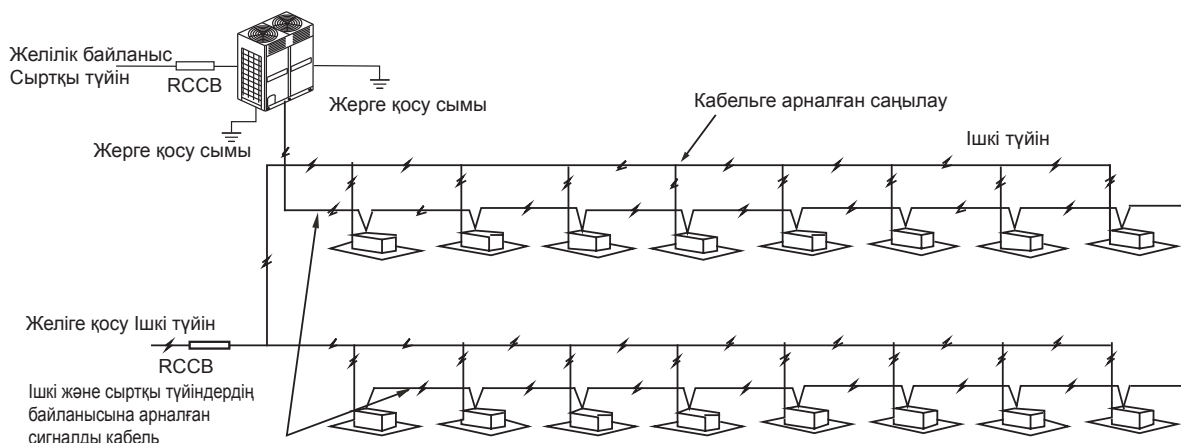 Желілік байланыс
Сыртқы түйін
RCCB
Жерге қосу сымы
Жерге қосу сымы
Кабельге арналған саңылау
Ішкі түйін
Желіге қосу Ішкі түйін
RCCB
Ішкі және сыртқы түйіндердің
байланысына арналған
сигналды кабель